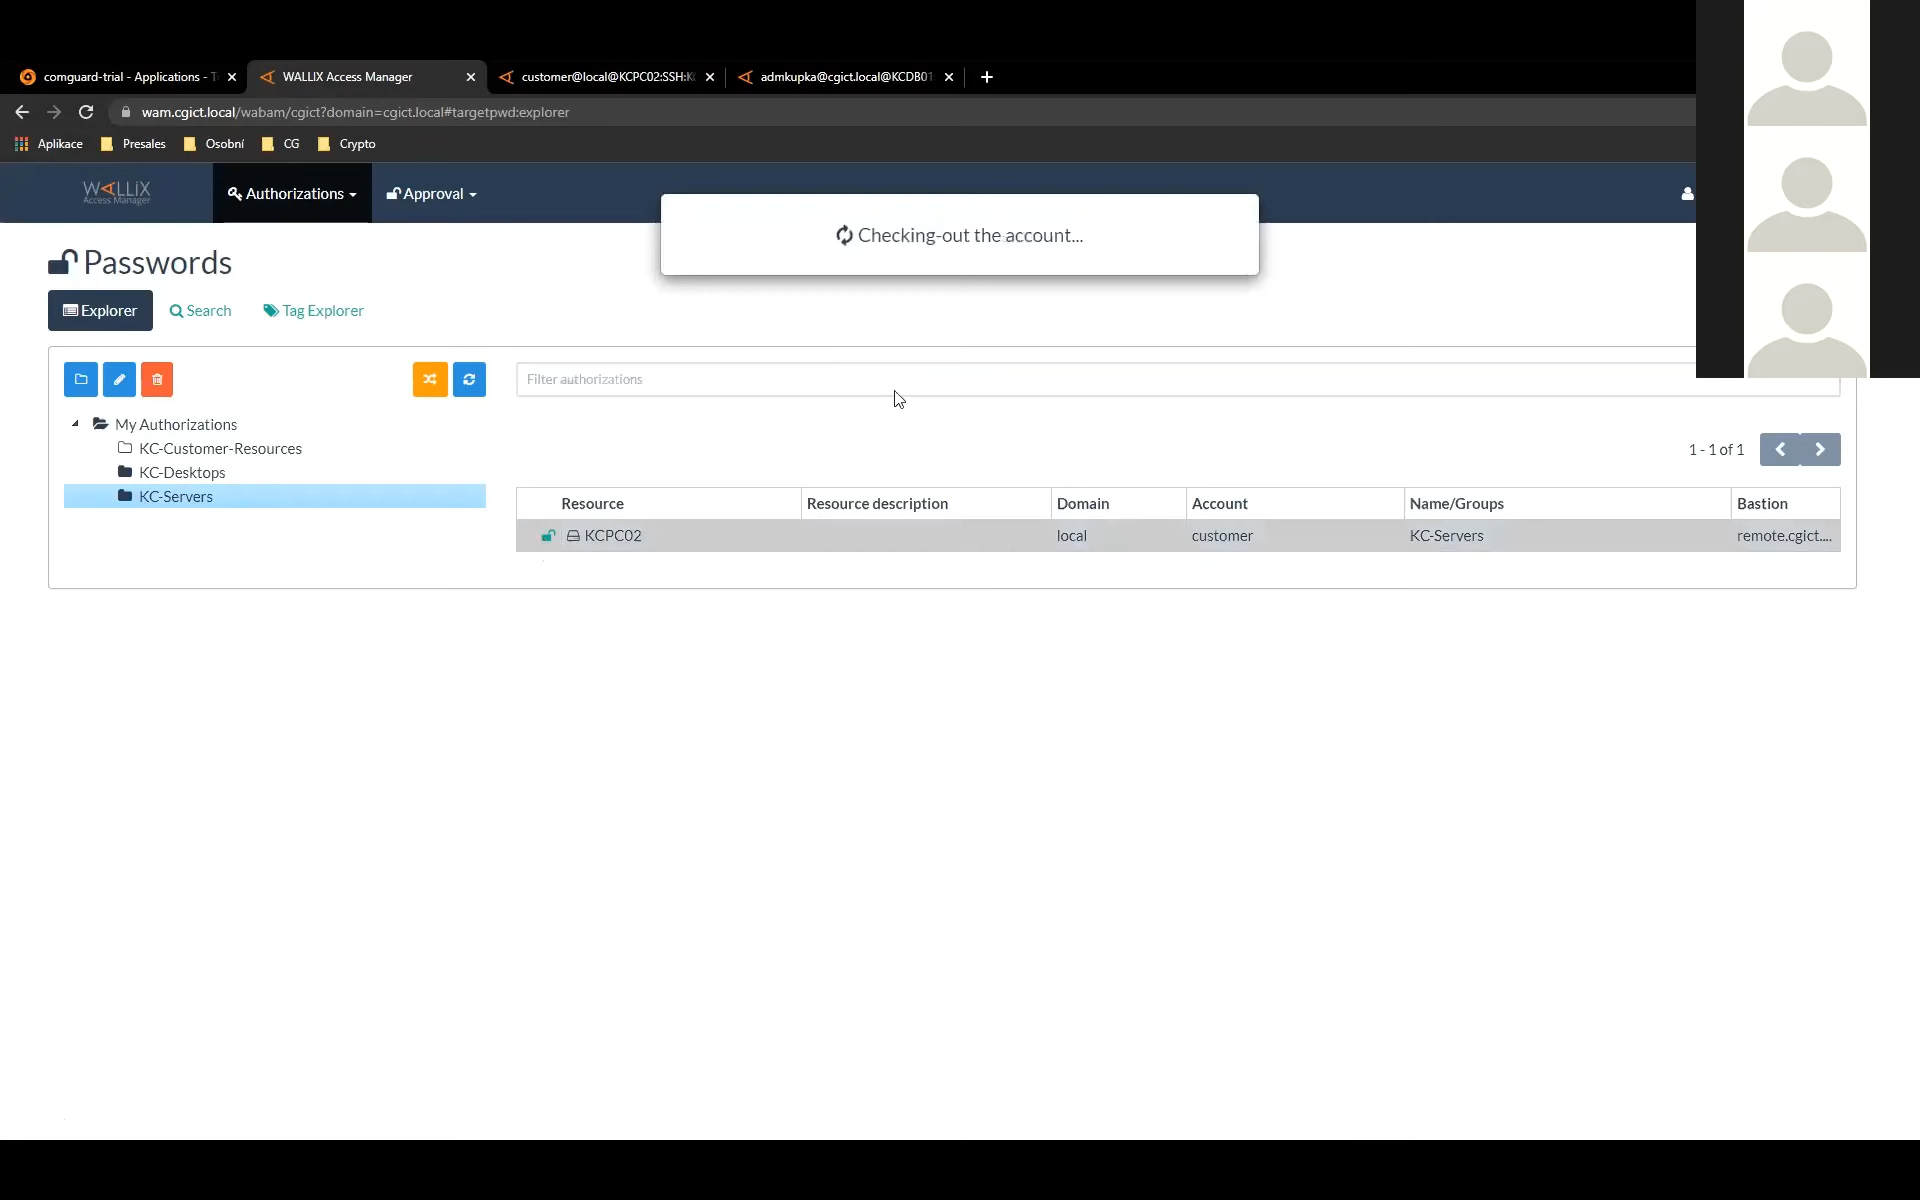 comguard-trial - Applications - T
WALLIX Access Manager
customer@local@KCPC02:SSH:K
admkupka@cgict.local@KCDB01
wam.cgict.local/wabam/cgict?domain=cgict.local#targetpwd:explorer
Aplikace Presales Osobní CG Crypto
WALLIX
Access Manager
Authorizations
Approval
Checking-out the account...
Passwords
Explorer Search Tag Explorer
Filter authorizations
My Authorizations
KC-Customer-Resources
KC-Desktops
KC-Servers
1 - 1 of 1
Resource Resource description Domain Account Name/Groups Bastion
KCPC02 local customer KC-Servers remote.cgict....